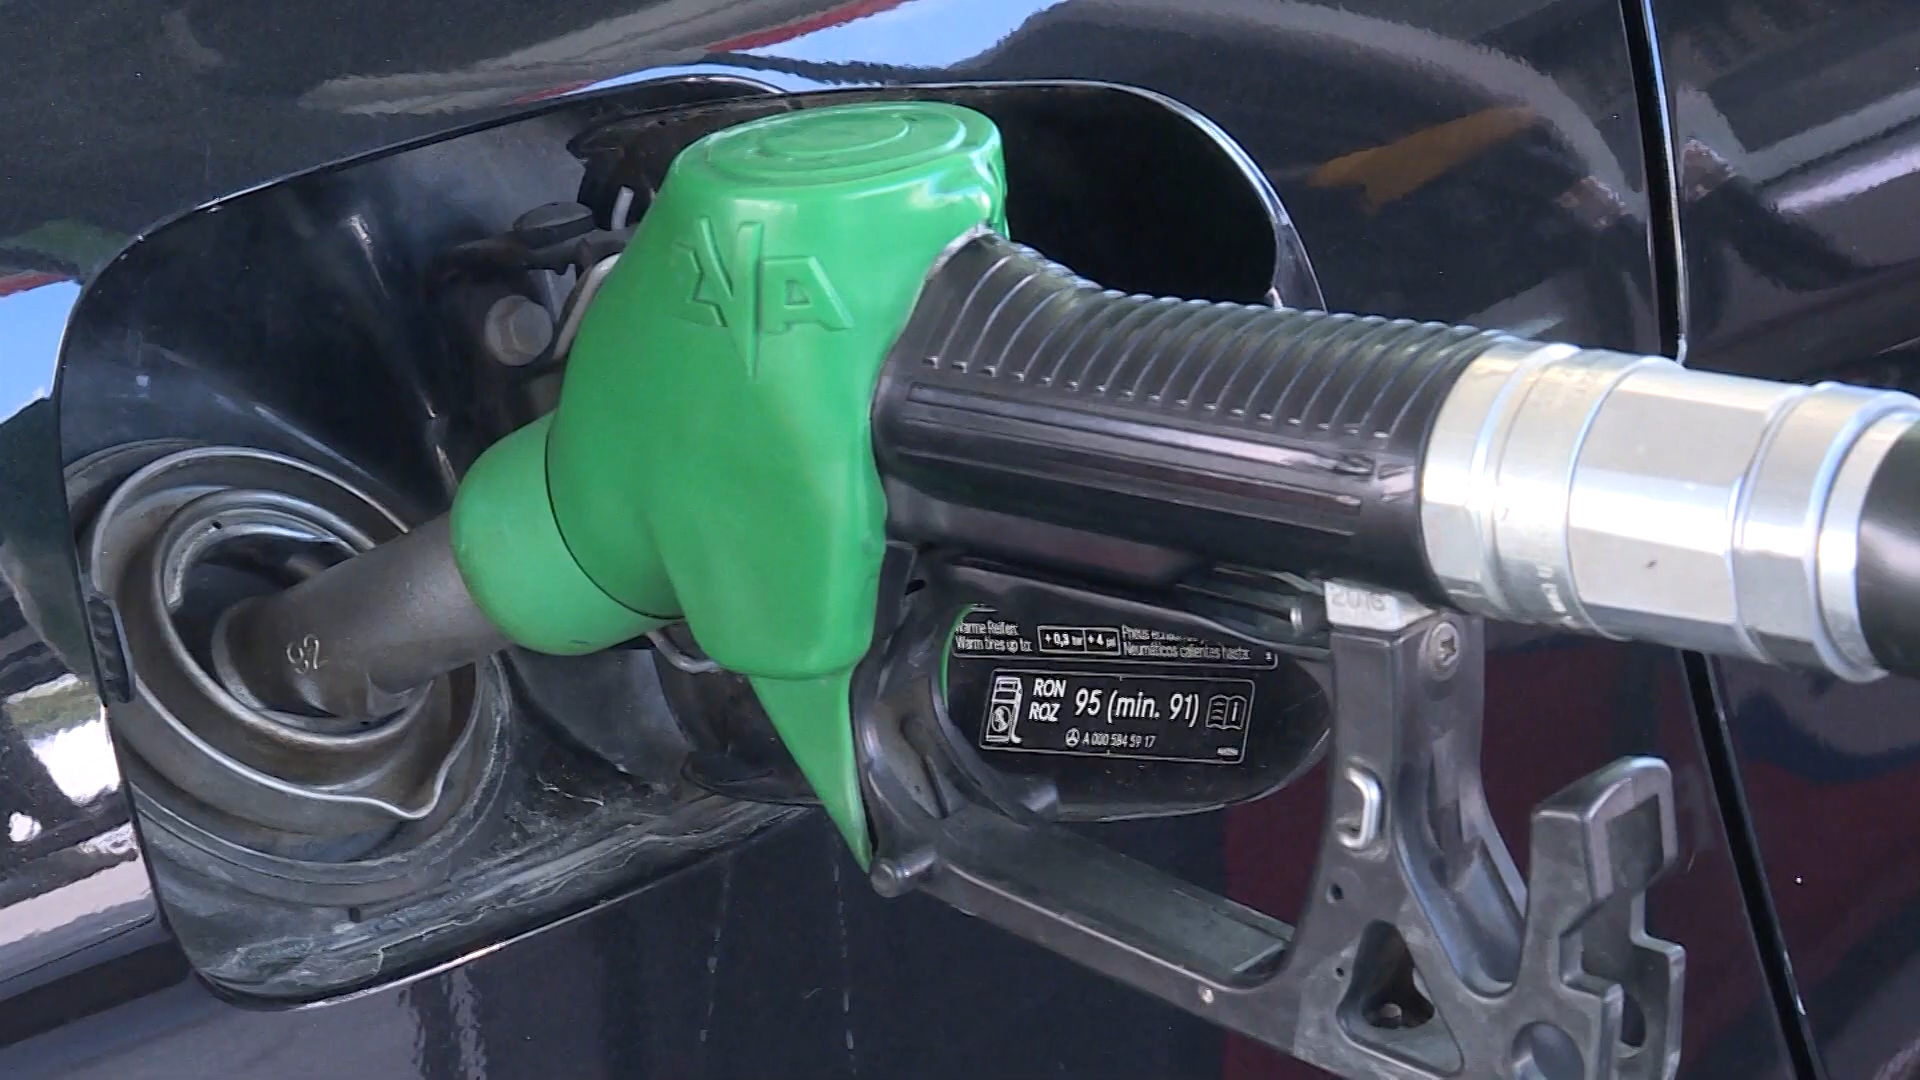 92
2016
Warme Reifen:
Warm tires up to:
+ 0,3 bar + 4 psi
Neumáticos calientes hasta:
RON
ROZ 95 (min. 91)
A 000 584 59 17